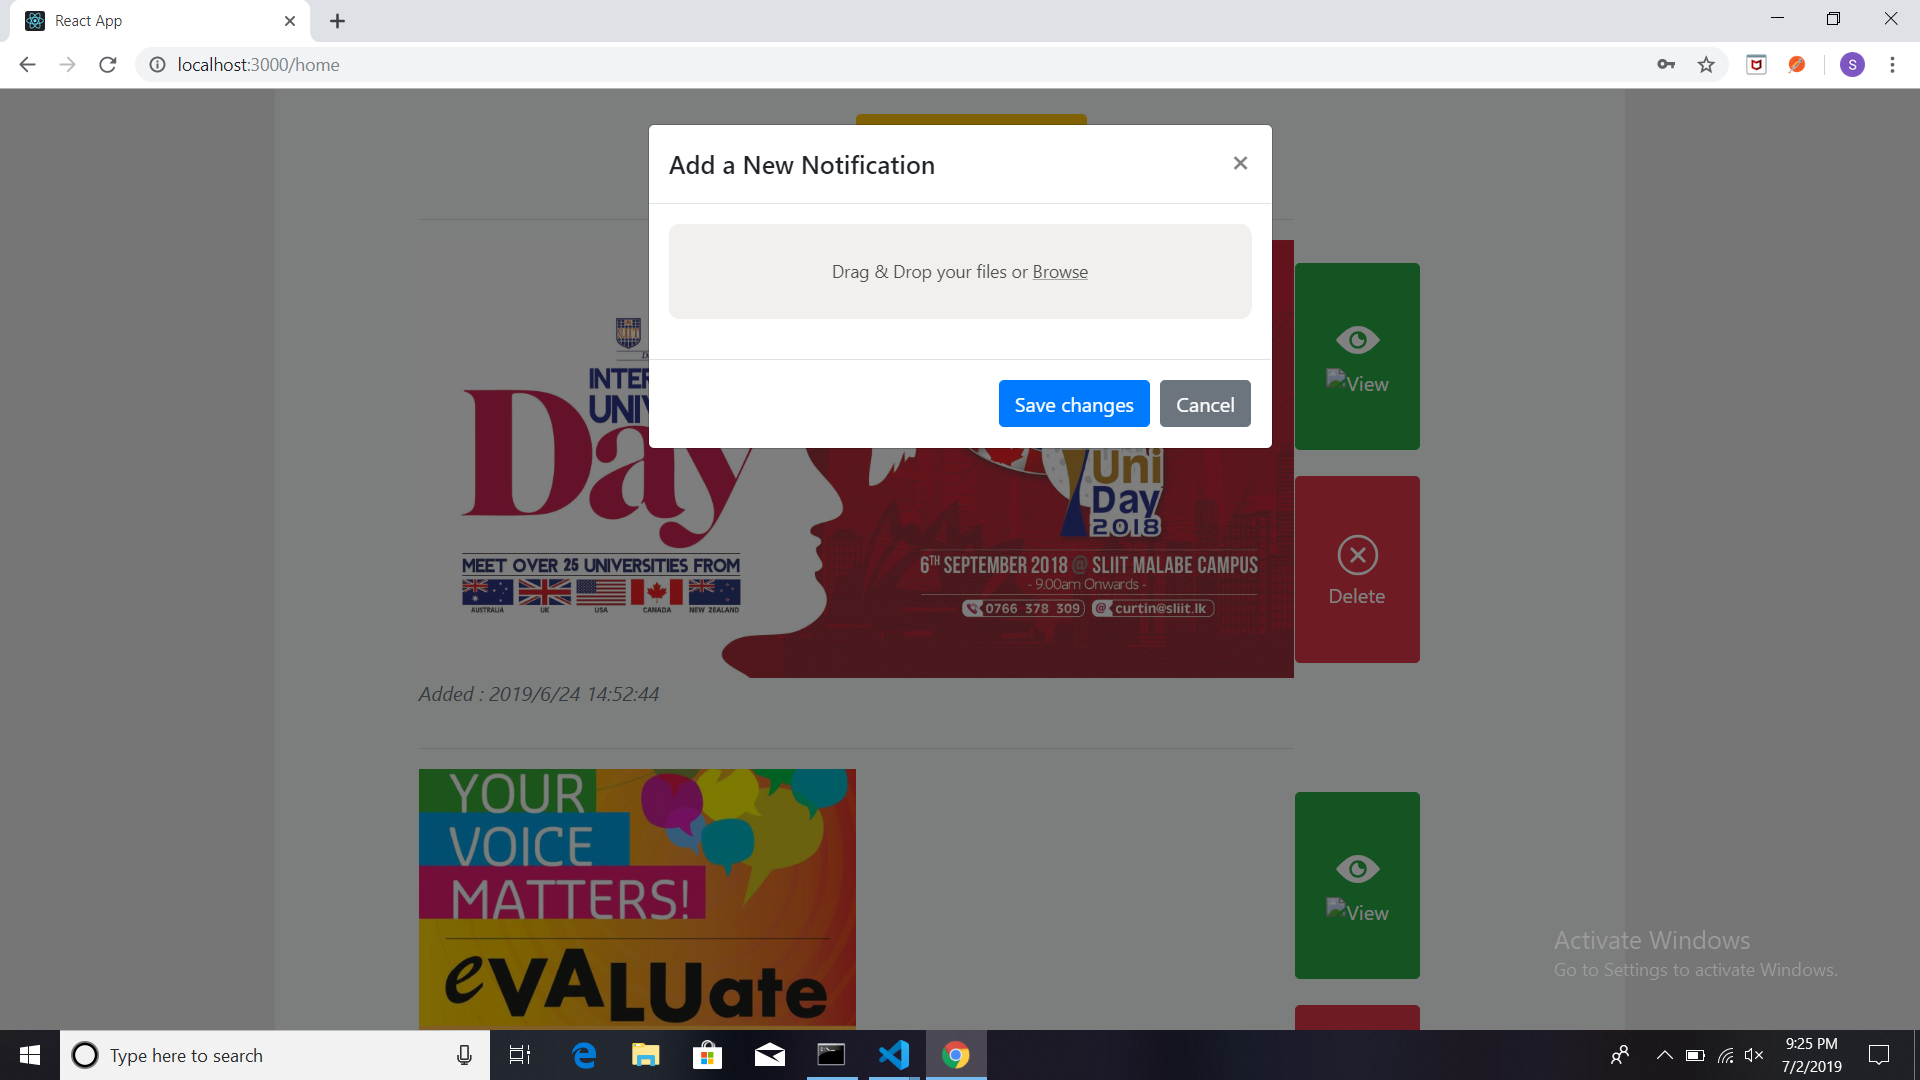 React App
localhost:3000/home
S
Add a New Notification
Drag & Drop your files or Browse
Save changes
Cancel
INTER
UNIV
Day
MEET OVER 25 UNIVERSITIES FROM
AUSTRALIA
UK
USA
CANADA
NEW ZEALAND
Uni
Day
2018
6TH SEPTEMBER 2018 @ SLIIT MALABE CAMPUS
- 9.00am Onwards -
0766 378 309
@ curtin@sliit.lk
View
Delete
Added : 2019/6/24 14:52:44
YOUR
VOICE
MATTERS!
eVALUate
View
Activate Windows
Go to Settings to activate Windows.
Type here to search
9:25 PM
7/2/2019